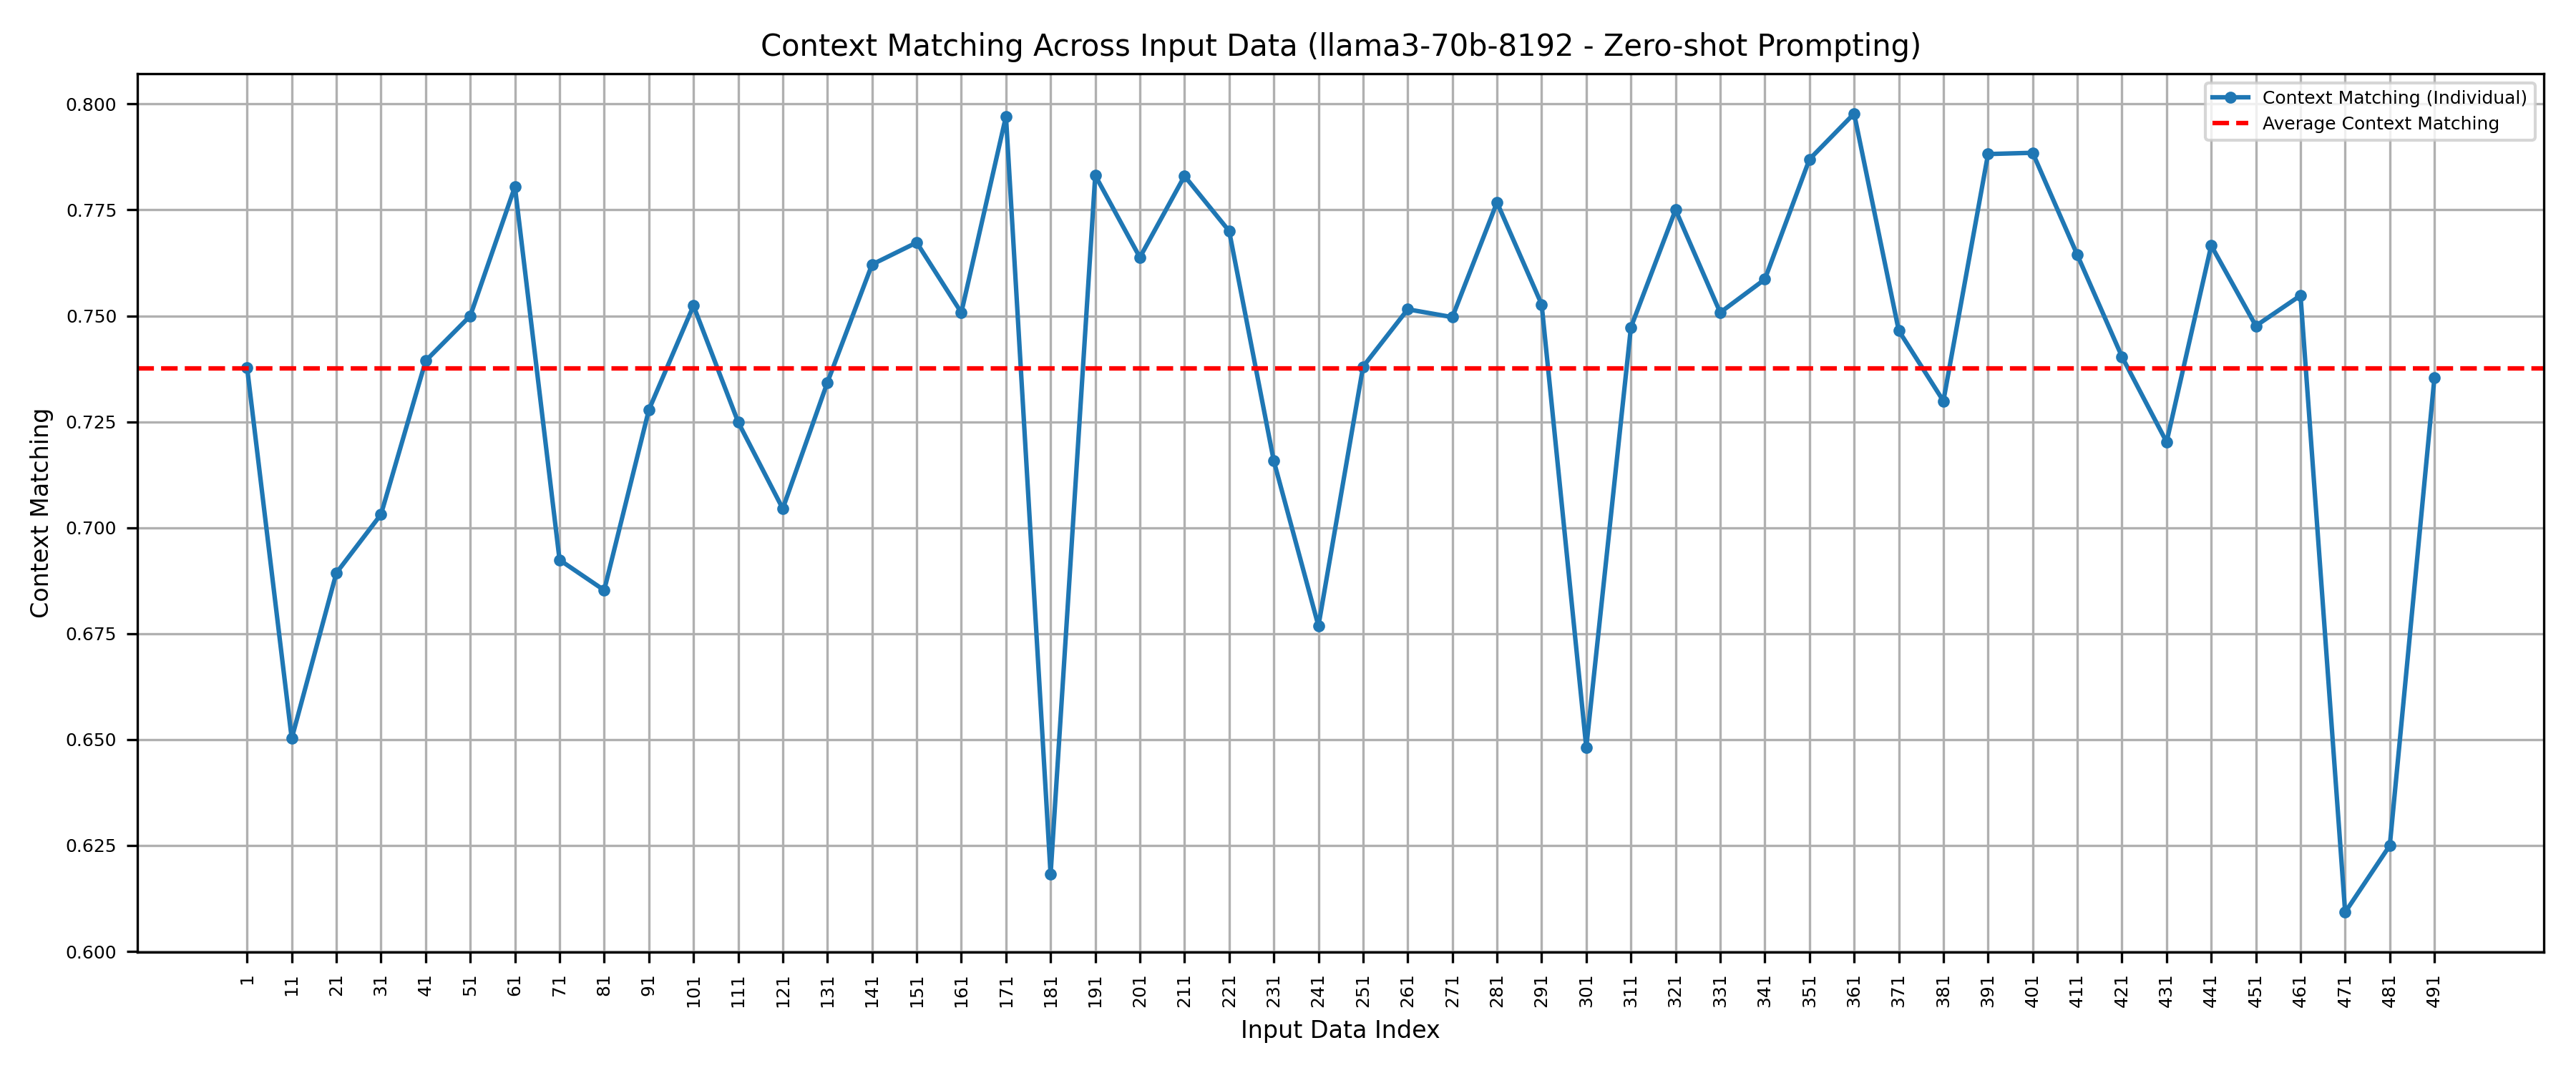 Context Matching Across Input Data (llama3-70b-8192 - Zero-shot Prompting)
Context Matching (Individual)
Average Context Matching
Context Matching
0.800
0.775
0.750
0.725
0.700
0.675
0.650
0.625
0.600
1 11 21 31 41 51 61 71 81 91 101 111 121 131 141 151 161 171 181 191 201 211 221 231 241 251 261 271 281 291 301 311 321 331 341 351 361 371 381 391 401 411 421 431 441 451 461 471 481 491
Input Data Index